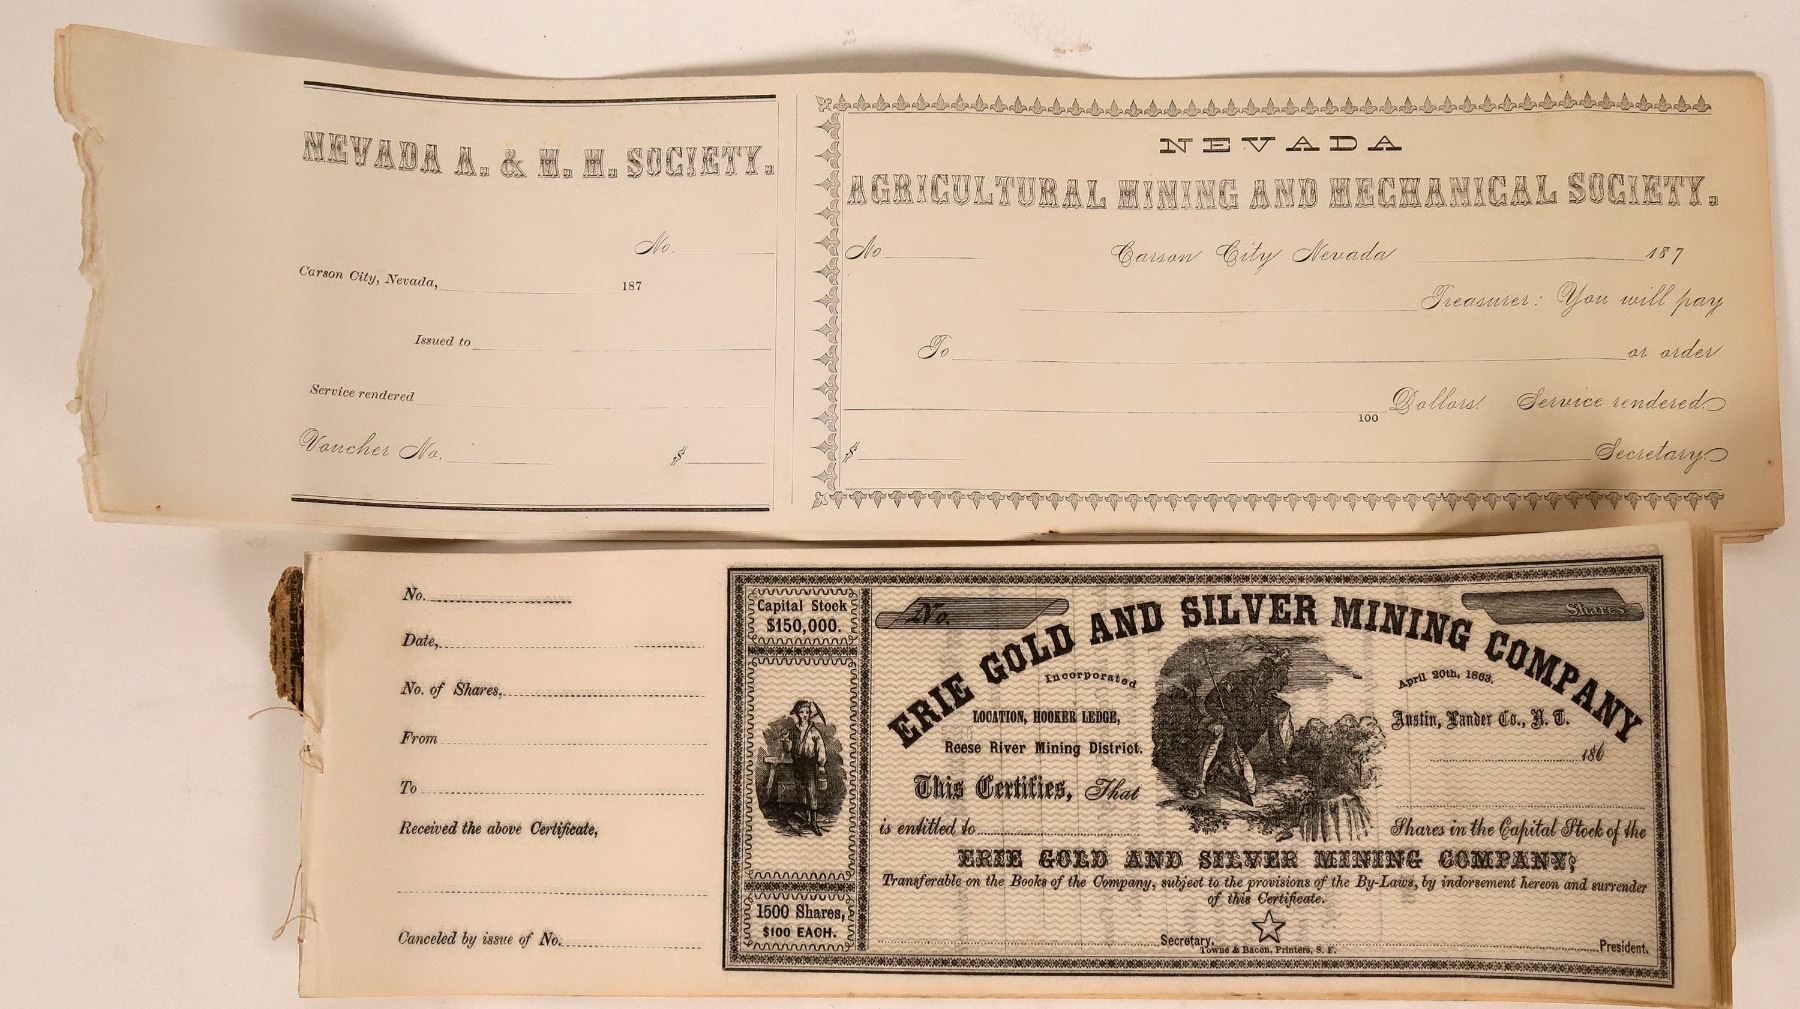 NEVADA A. & M. M. SOCIETY.
No.
Carson City, Nevada, 187
Issued to
Service rendered
Voucher No. $
NEVADA
AGRICULTURAL MINING AND MECHANICAL SOCIETY.
No Carson City Nevada 187
Treasurer: You will pay
To or order
100 Dollars. Service rendered
$ Secretary
No.
Date,
No. of Shares,
From
To
Received the above Certificate,
Canceled by issue of No.
Capital Stock
$150,000.
1500 Shares,
$100 EACH.
No. Shares
ERIE GOLD AND SILVER MINING COMPANY
Incorporated April 20th, 1863.
LOCATION, HOOKER LEDGE, Austin, Lander Co., N. T.
Reese River Mining District. 186
This Certifies, That
is entitled to Shares in the Capital Stock of the
ERIE GOLD AND SILVER MINING COMPANY;
Transferable on the Books of the Company, subject to the provisions of the By-Laws, by indorsement hereon and surrender
of this Certificate.
Secretary. President.
Towne & Bacon, Printers, S. F.